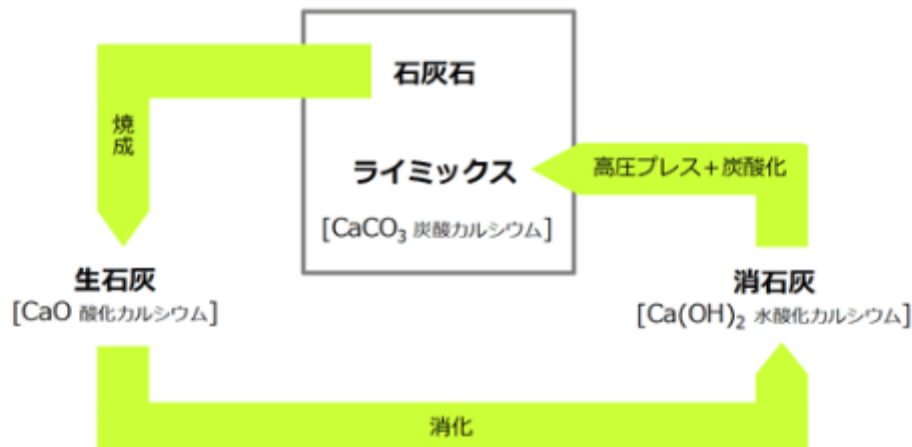 石灰石
焼成
ライミックス
高圧プレス＋炭酸化
[CaCO₃ 炭酸カルシウム]
生石灰
[CaO 酸化カルシウム]
消石灰
[Ca(OH)₂ 水酸化カルシウム]
消化